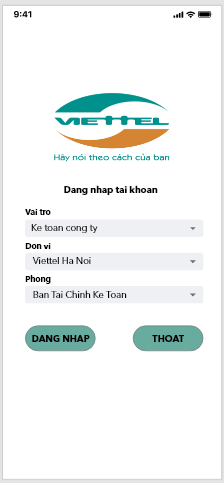 9:41
VIETTEL
Hãy nói theo cách của bạn
Dang nhap tai khoan
Vai tro
Ke toan cong ty
Don vi
Viettel Ha Noi
Phong
Ban Tai Chinh Ke Toan
DANG NHAP
THOAT